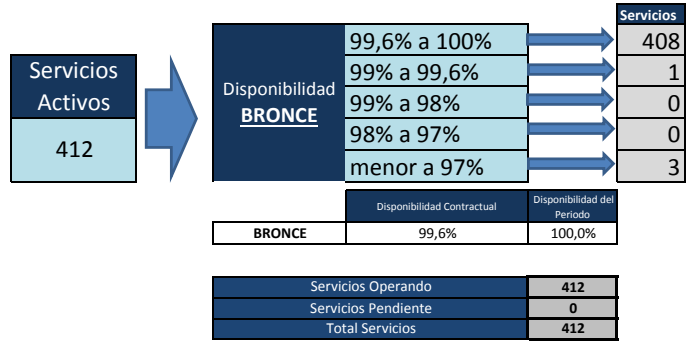 Servicios
99,6% a 100% 408
Servicios
Activos
99% a 99,6% 1
Disponibilidad
BRONCE
99% a 98% 0
412
98% a 97% 0
menor a 97% 3
Disponibilidad Contractual
Disponibilidad del
Periodo
BRONCE 99,6% 100,0%
Servicios Operando 412
Servicios Pendiente 0
Total Servicios 412